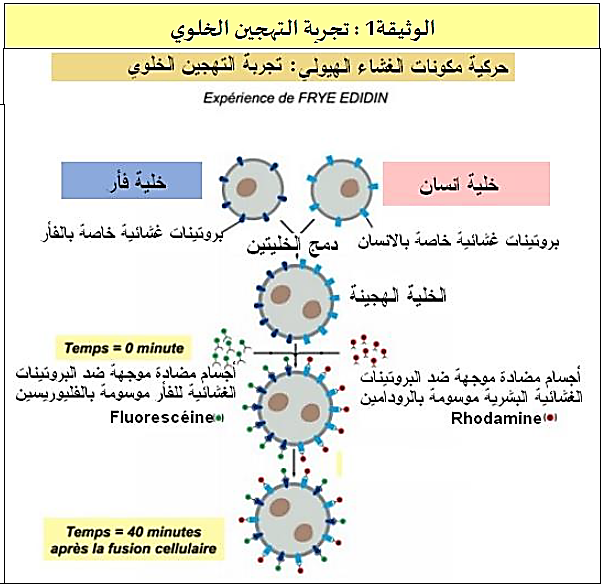 الوثيقة1 : تجربة التهجين الخلوي
حركية مكونات الغشاء الهيولي: تجربة التهجين الخلوي
Expérience de FRYE EDIDIN
خلية انسان
خلية فأر
بروتينات غشائية خاصة بالانسان
بروتينات غشائية خاصة بالفأر
دمج الخليتين
الخلية الهجينة
Temps = 0 minute
أجسام مضادة موجهة ضد البروتينات
الغشائية البشرية موسومة بالرودامين
Rhodamine
أجسام مضادة موجهة ضد البروتينات
الغشائية للفأر موسومة بالفليوريسين
Fluorescéine
Temps = 40 minutes
après la fusion cellulaire